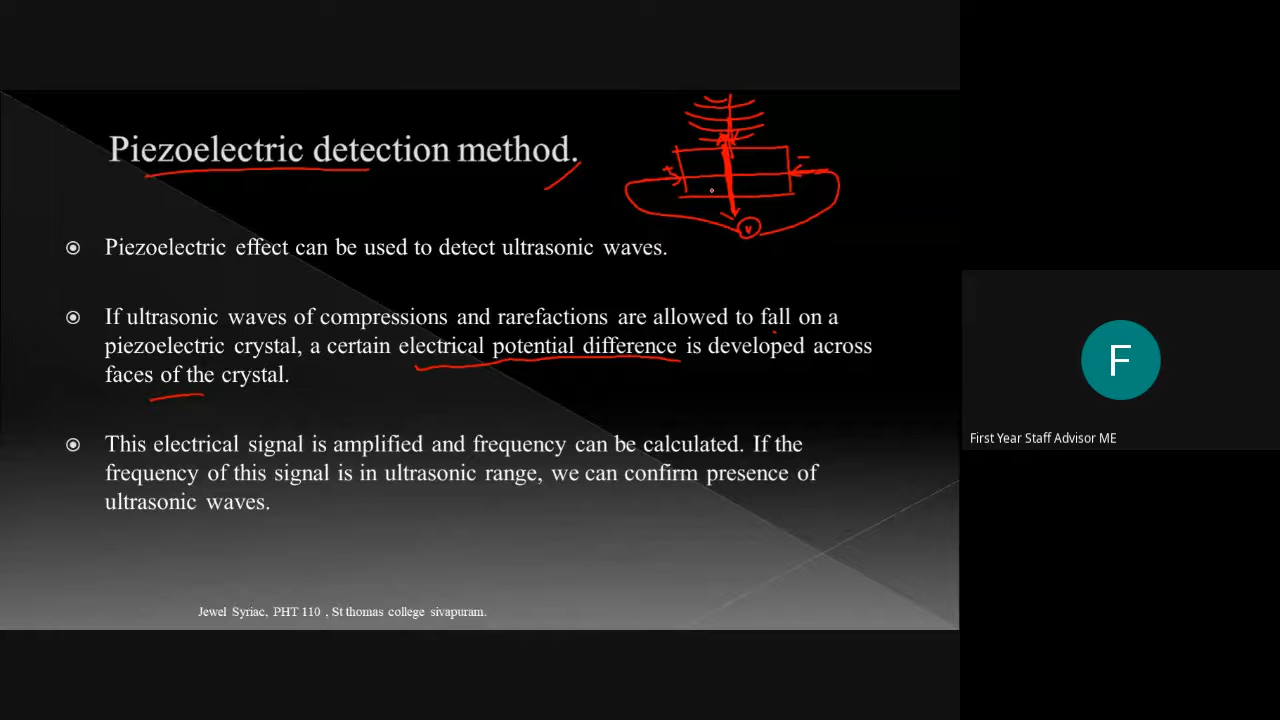 Piezoelectric detection method.
+
−
V
Piezoelectric effect can be used to detect ultrasonic waves.
If ultrasonic waves of compressions and rarefactions are allowed to fall on a
piezoelectric crystal, a certain electrical potential difference is developed across
faces of the crystal.
This electrical signal is amplified and frequency can be calculated. If the
frequency of this signal is in ultrasonic range, we can confirm presence of
ultrasonic waves.
Jewel Syriac, PHT 110 , St thomas college sivapuram.
F
First Year Staff Advisor ME